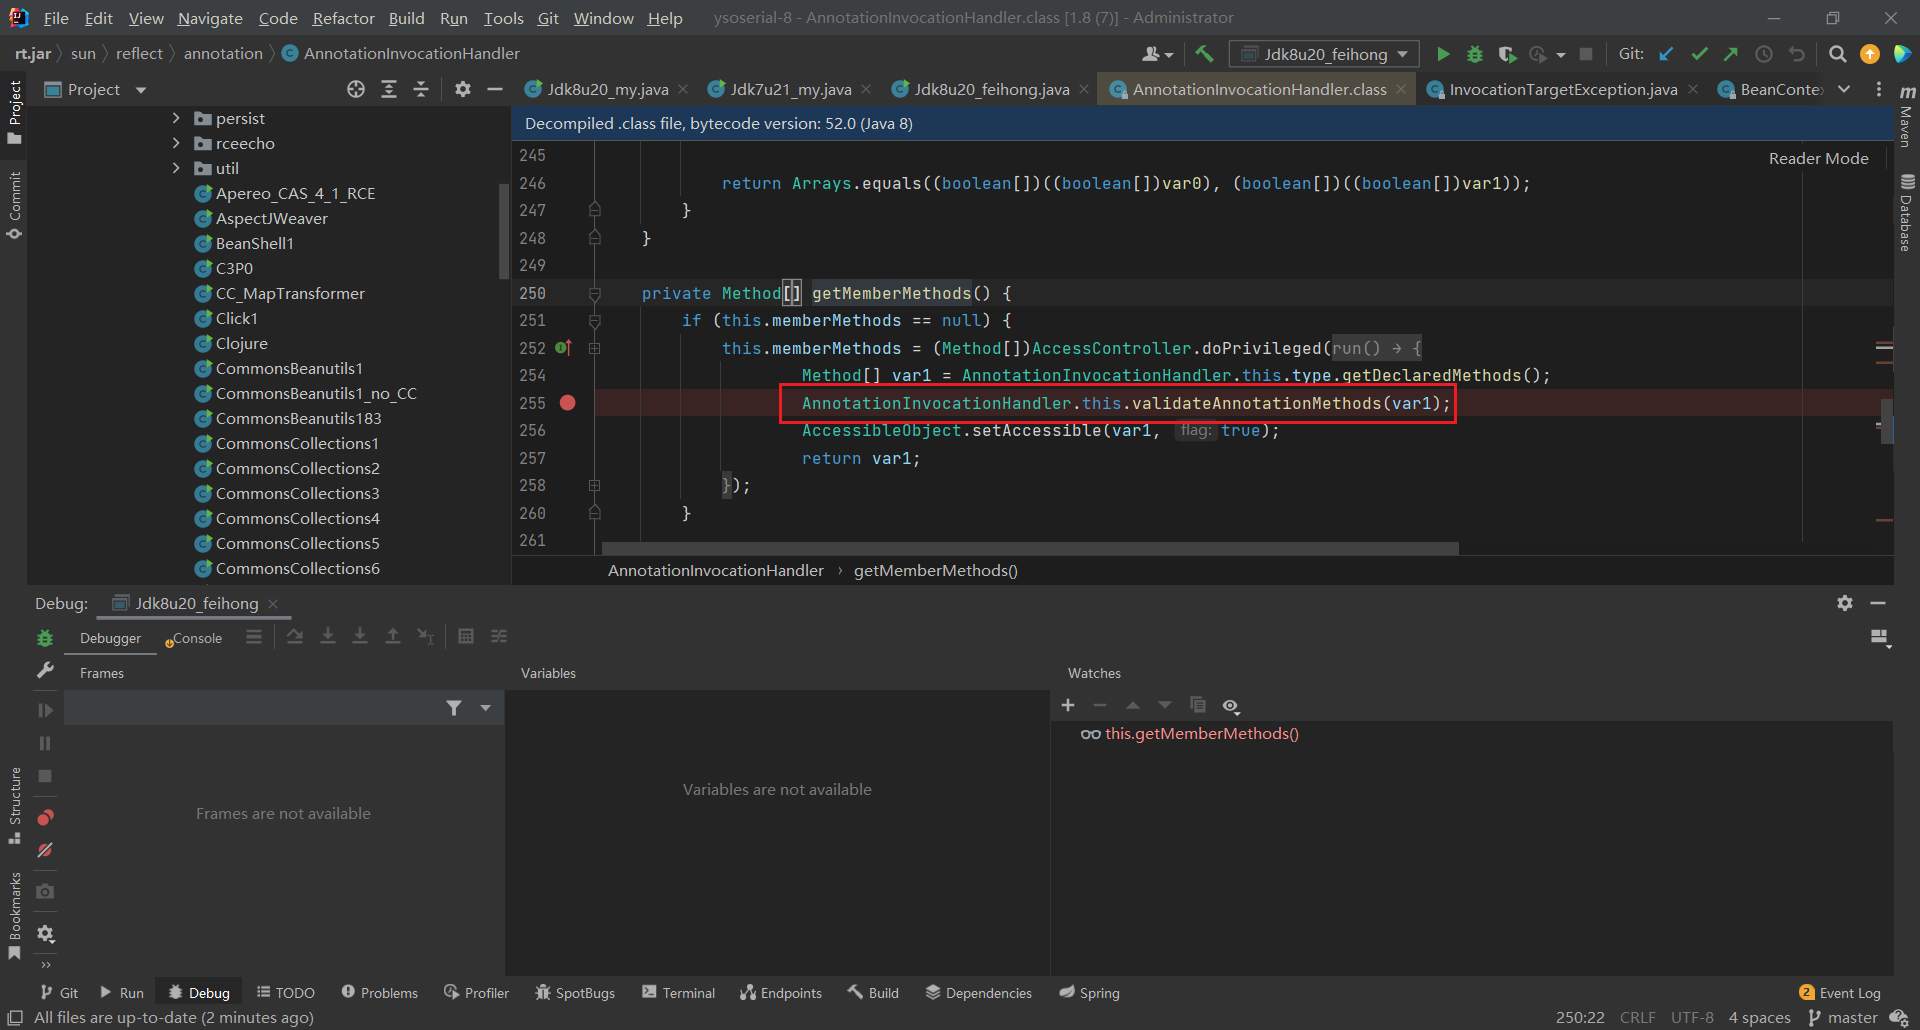 File Edit View Navigate Code Refactor Build Run Tools Git Window Help ysoserial-8 - AnnotationInvocationHandler.class [1.8 (7)] - Administrator
rt.jar sun reflect annotation AnnotationInvocationHandler Jdk8u20_feihong Git:
Project Jdk8u20_my.java Jdk7u21_my.java Jdk8u20_feihong.java AnnotationInvocationHandler.class InvocationTargetException.java BeanConte
Decompiled .class file, bytecode version: 52.0 (Java 8)
Reader Mode
Project
Commit
Structure
Bookmarks
m
Maven
Database
persist
rceecho
util
Apereo_CAS_4_1_RCE
AspectJWeaver
BeanShell1
C3P0
CC_MapTransformer
Click1
Clojure
CommonsBeanutils1
CommonsBeanutils1_no_CC
CommonsBeanutils183
CommonsCollections1
CommonsCollections2
CommonsCollections3
CommonsCollections4
CommonsCollections5
CommonsCollections6
245
246 return Arrays.equals((boolean[])((boolean[])var0), (boolean[])((boolean[])var1));
247 }
248 }
249
250 private Method[] getMemberMethods() {
251 if (this.memberMethods == null) {
252 this.memberMethods = (Method[])AccessController.doPrivileged(run() → {
254 Method[] var1 = AnnotationInvocationHandler.this.type.getDeclaredMethods();
255 AnnotationInvocationHandler.this.validateAnnotationMethods(var1);
256 AccessibleObject.setAccessible(var1, flag: true);
257 return var1;
258 });
260 }
261
AnnotationInvocationHandler › getMemberMethods()
Debug: Jdk8u20_feihong
Debugger Console
Frames Variables Watches
this.getMemberMethods()
Variables are not available
Frames are not available
Git Run Debug TODO Problems Profiler SpotBugs Terminal Endpoints Build Dependencies Spring 2 Event Log
All files are up-to-date (2 minutes ago) 250:22 CRLF UTF-8 4 spaces master